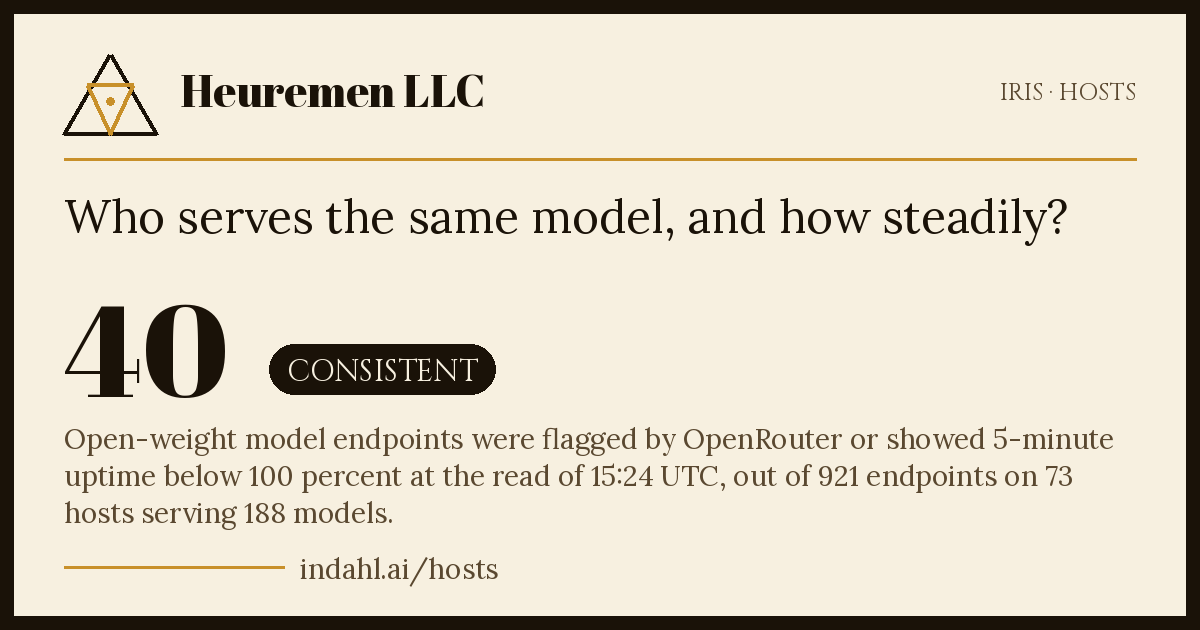 Heuremen LLC
IRIS · HOSTS
Who serves the same model, and how steadily?
40
CONSISTENT
Open-weight model endpoints were flagged by OpenRouter or showed 5-minute
uptime below 100 percent at the read of 15:24 UTC, out of 921 endpoints on 73
hosts serving 188 models.
indahl.ai/hosts